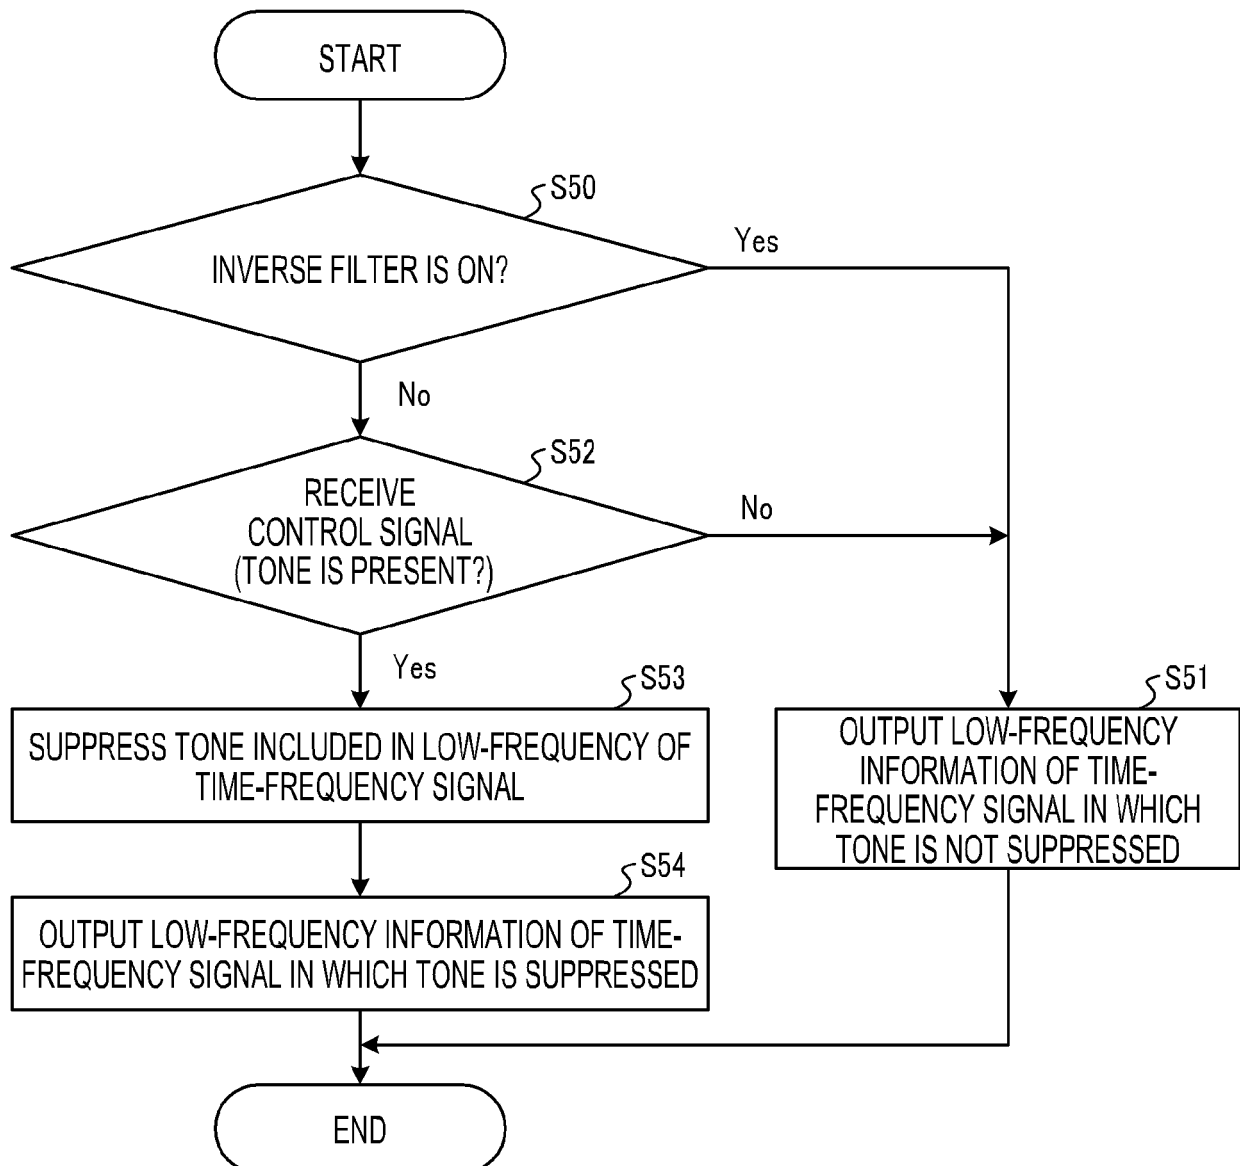 START
S50
INVERSE FILTER IS ON?
Yes
No
S52
RECEIVE
CONTROL SIGNAL
(TONE IS PRESENT?)
No
Yes
S53
SUPPRESS TONE INCLUDED IN LOW-FREQUENCY OF
TIME-FREQUENCY SIGNAL
S51
OUTPUT LOW-FREQUENCY
INFORMATION OF TIME-
FREQUENCY SIGNAL IN WHICH
TONE IS NOT SUPPRESSED
S54
OUTPUT LOW-FREQUENCY INFORMATION OF TIME-
FREQUENCY SIGNAL IN WHICH TONE IS SUPPRESSED
END